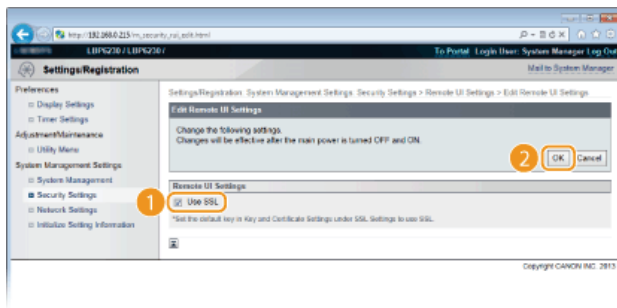 http://192.168.0.215/m_security_rui_edit.html
LBP6230 / LBP6230 /
To Portal Login User: System Manager Log Out
Settings/Registration
Mail to System Manager
Preferences
Display Settings
Timer Settings
Adjustment/Maintenance
Utility Menu
System Management Settings
System Management
Security Settings
Network Settings
Initialize Setting Information
Settings/Registration: System Management Settings: Security Settings > Remote UI Settings > Edit Remote UI Settings
Edit Remote UI Settings
Change the following settings.
Changes will be effective after the main power is turned OFF and ON.
2
OK
Cancel
Remote UI Settings
1
Use SSL
*Set the default key in Key and Certificate Settings under SSL Settings to use SSL.
Copyright CANON INC. 2013